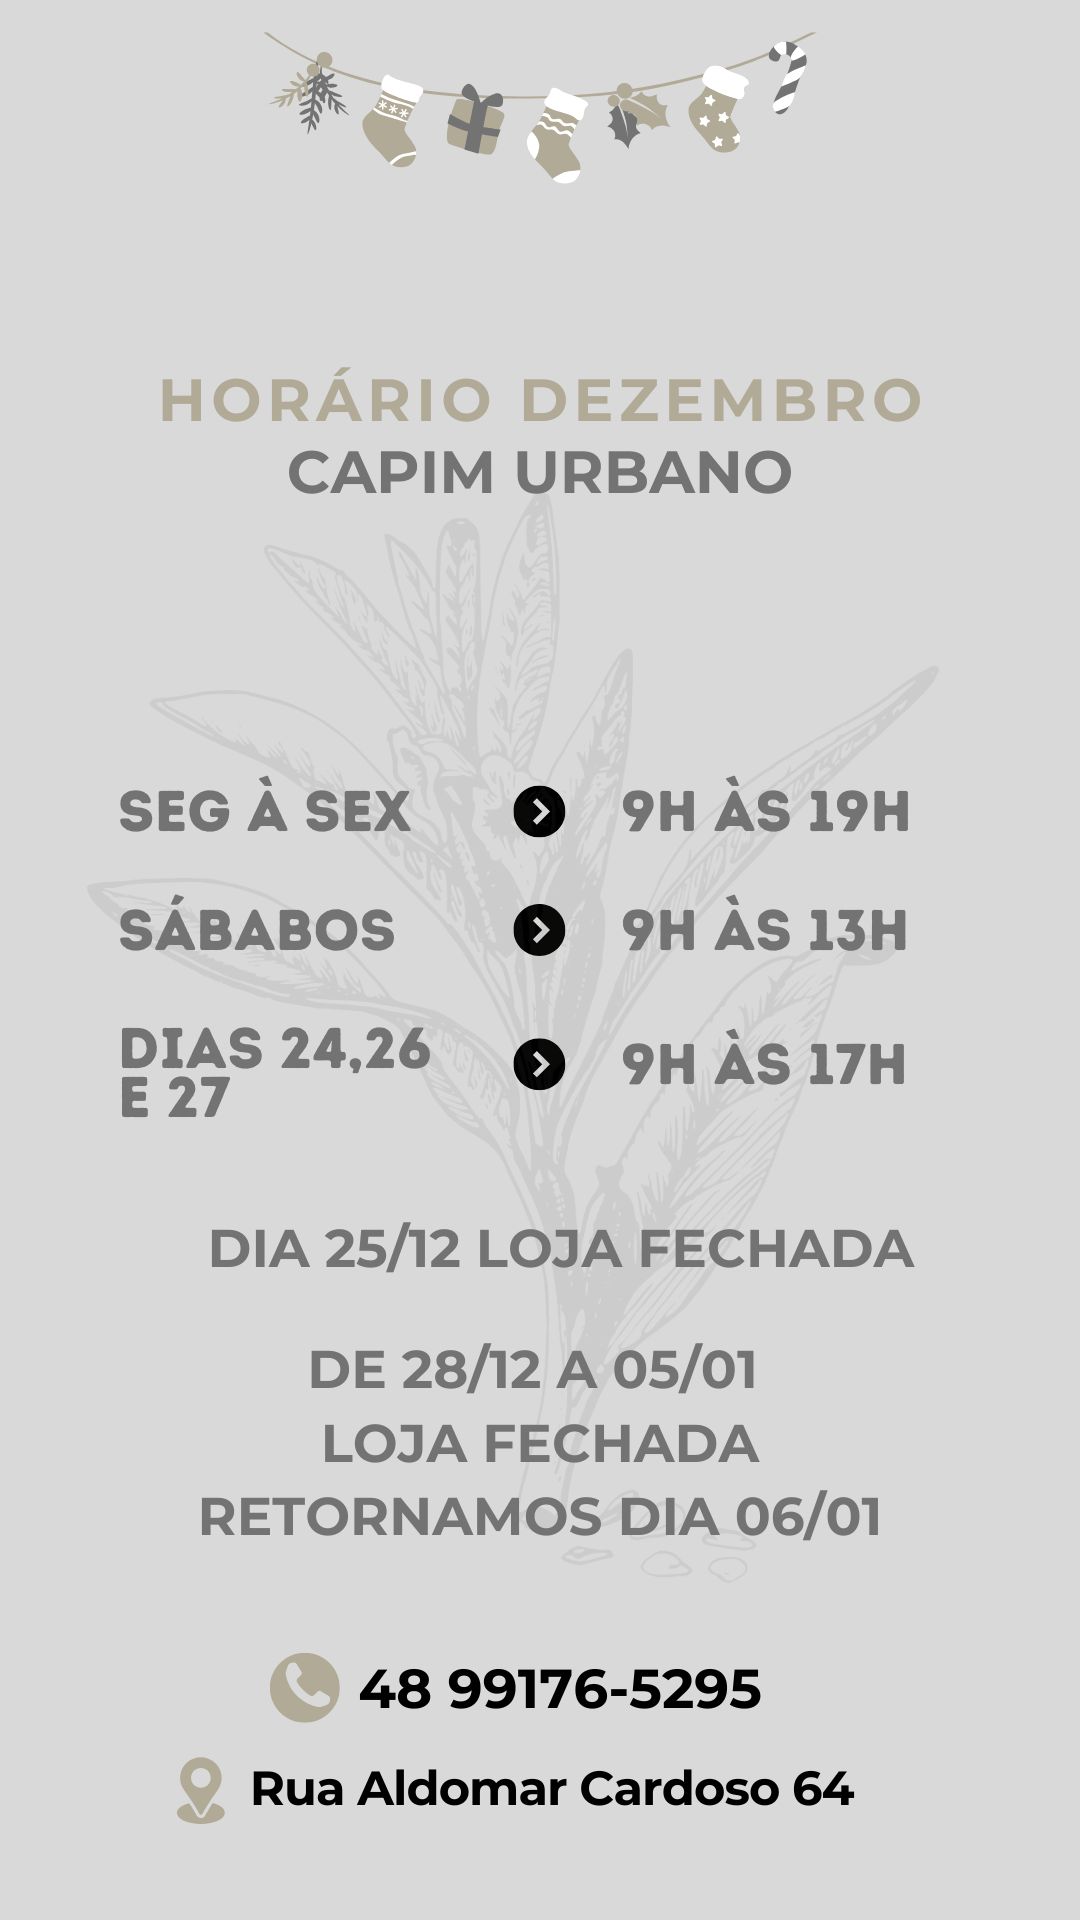 HORÁRIO DEZEMBRO
CAPIM URBANO
SEG À SEX 9H ÀS 19H
SÁBABOS 9H ÀS 13H
DIAS 24,26
E 27 9H ÀS 17H
DIA 25/12 LOJA FECHADA
DE 28/12 A 05/01
LOJA FECHADA
RETORNAMOS DIA 06/01
48 99176-5295
Rua Aldomar Cardoso 64